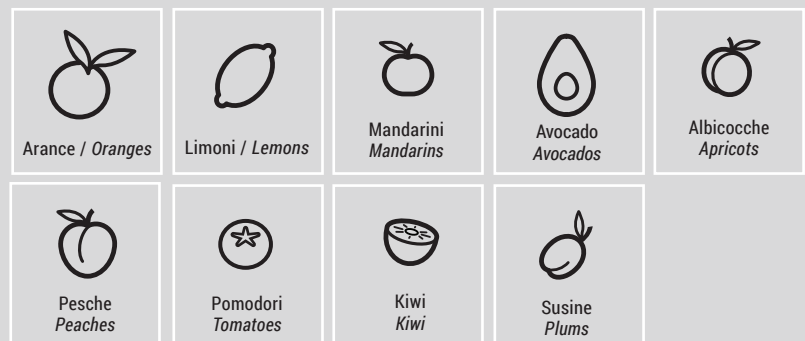 Arance / Oranges
Limoni / Lemons
Mandarini
Mandarins
Avocado
Avocados
Albicocche
Apricots
Pesche
Peaches
Pomodori
Tomatoes
Kiwi
Kiwi
Susine
Plums